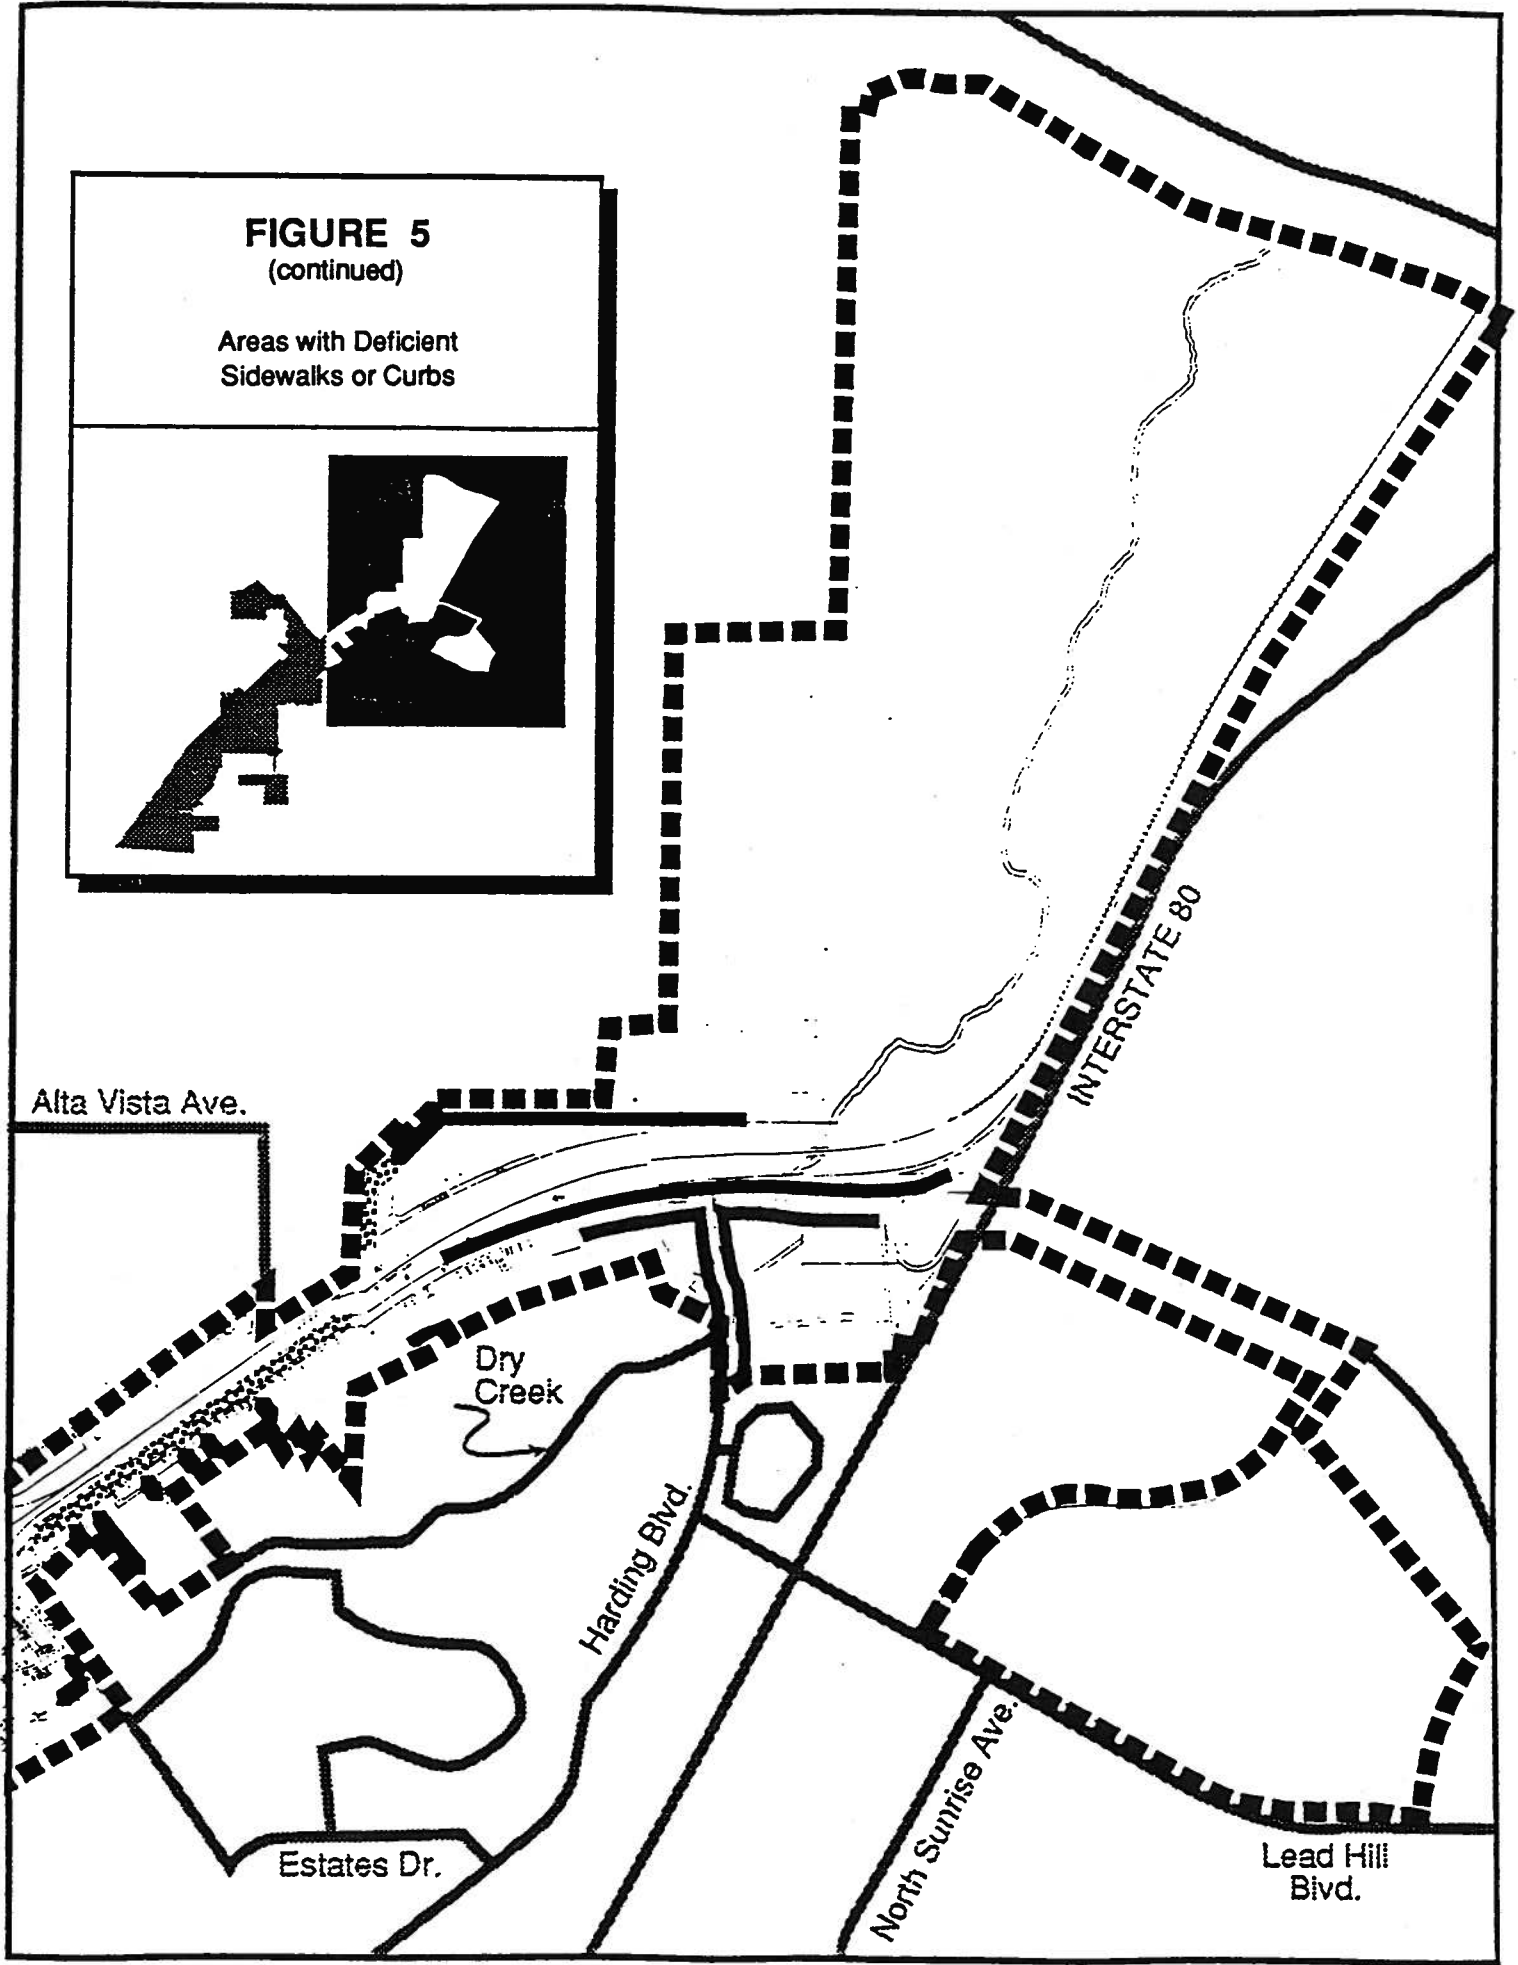 FIGURE 5
(continued)
Areas with Deficient
Sidewalks or Curbs
INTERSTATE 80
Alta Vista Ave.
Dry
Creek
Harding Blvd.
North Sunrise Ave.
Estates Dr.
Lead Hill
Blvd.